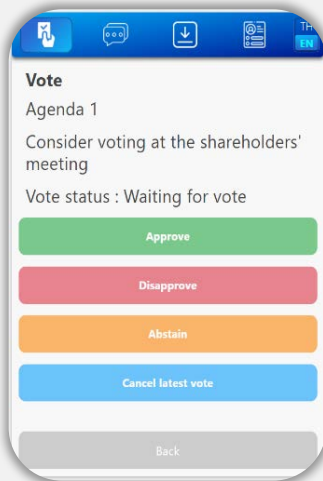 TH
EN
Vote
Agenda 1
Consider voting at the shareholders'
meeting
Vote status : Waiting for vote
Approve
Disapprove
Abstain
Cancel latest vote
Back